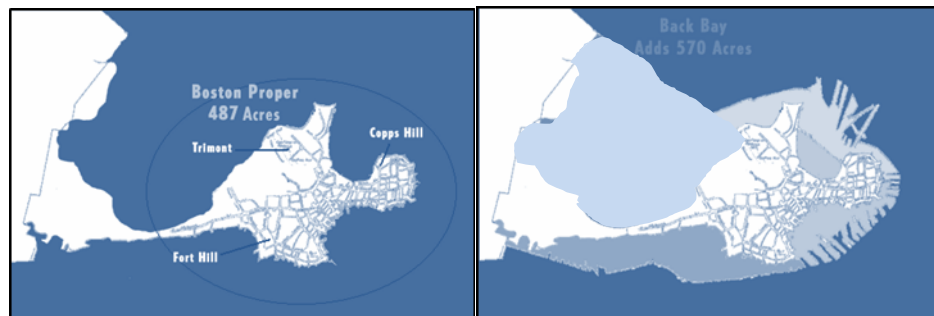 Boston Proper
487 Acres
Copps Hill
Trimont
Fort Hill
Back Bay
Adds 570 Acres